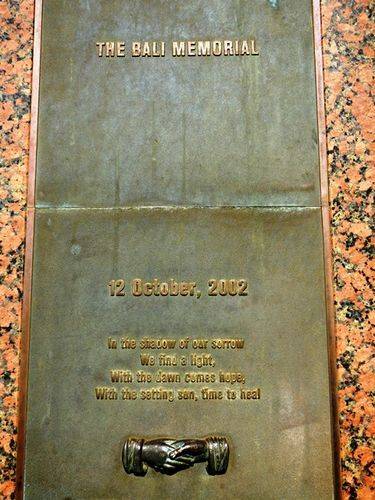 THE BALI MEMORIAL
12 October, 2002
In the shadow of our sorrow
We find a light,
With the dawn comes hope,
With the setting sun, time to heal